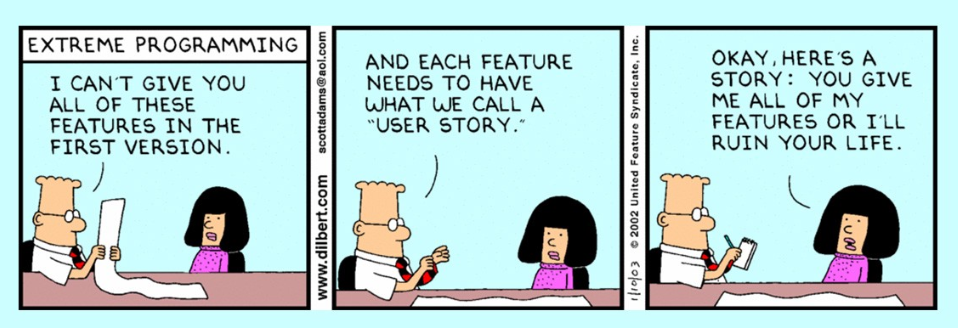 EXTREME PROGRAMMING
I CAN'T GIVE YOU
ALL OF THESE
FEATURES IN THE
FIRST VERSION.
www.dilbert.com scottadams@aol.com
AND EACH FEATURE
NEEDS TO HAVE
WHAT WE CALL A
"USER STORY."
1/10/03 © 2002 United Feature Syndicate, Inc.
OKAY, HERE'S A
STORY: YOU GIVE
ME ALL OF MY
FEATURES OR I'LL
RUIN YOUR LIFE.